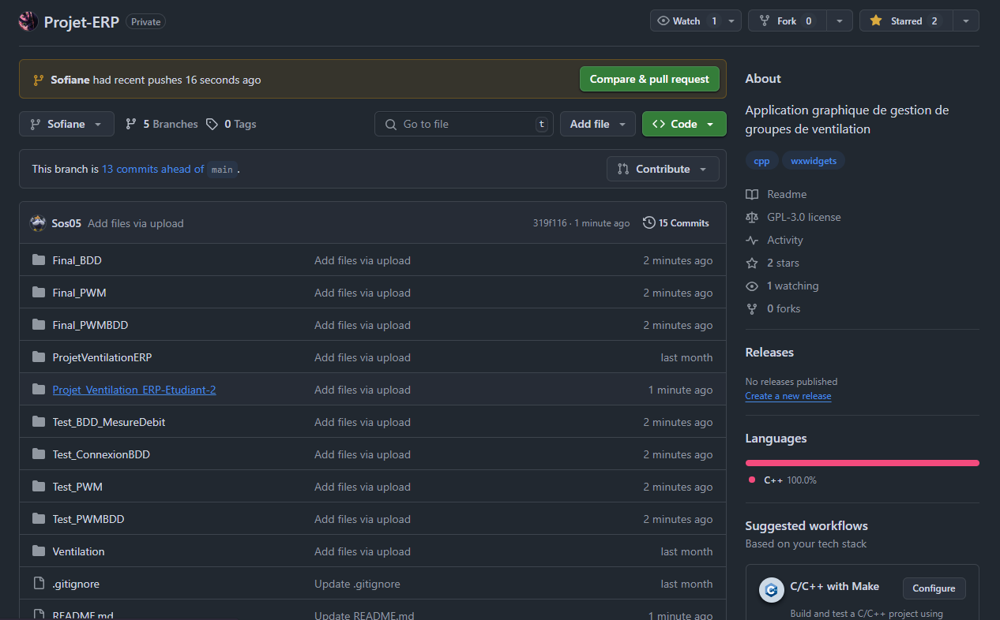 Projet-ERP Private
Watch 1
Fork 0
Starred 2
Sofiane had recent pushes 16 seconds ago
Compare & pull request
Sofiane
5 Branches
0 Tags
Go to file
t
Add file
Code
This branch is 13 commits ahead of main .
Contribute
Sos05 Add files via upload 319f116 · 1 minute ago 15 Commits
Final_BDD Add files via upload 2 minutes ago
Final_PWM Add files via upload 2 minutes ago
Final_PWMBDD Add files via upload 2 minutes ago
ProjetVentilationERP Add files via upload last month
Projet_Ventilation_ERP-Etudiant-2 Add files via upload 1 minute ago
Test_BDD_MesureDebit Add files via upload 2 minutes ago
Test_ConnexionBDD Add files via upload 2 minutes ago
Test_PWM Add files via upload 2 minutes ago
Test_PWMBDD Add files via upload 2 minutes ago
Ventilation Add files via upload last month
.gitignore Update .gitignore last month
README.md Update README.md 1 minute ago
About
Application graphique de gestion de
groupes de ventilation
cpp wxwidgets
Readme
GPL-3.0 license
Activity
2 stars
1 watching
0 forks
Releases
No releases published
Create a new release
Languages
C++ 100.0%
Suggested workflows
Based on your tech stack
C/C++ with Make
Configure
Build and test a C/C++ project using